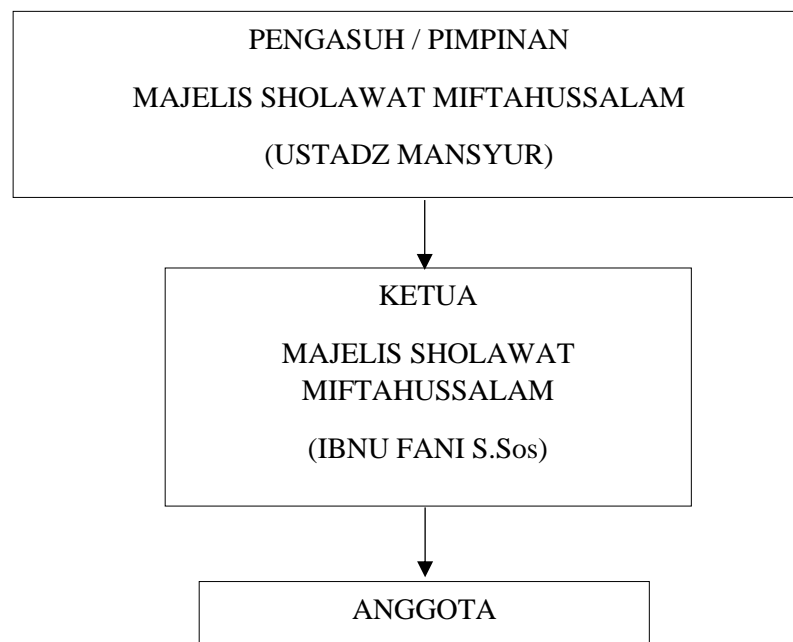 PENGASUH / PIMPINAN
MAJELIS SHOLAWAT MIFTAHUSSALAM
(USTADZ MANSYUR)
KETUA
MAJELIS SHOLAWAT
MIFTAHUSSALAM
(IBNU FANI S.Sos)
ANGGOTA